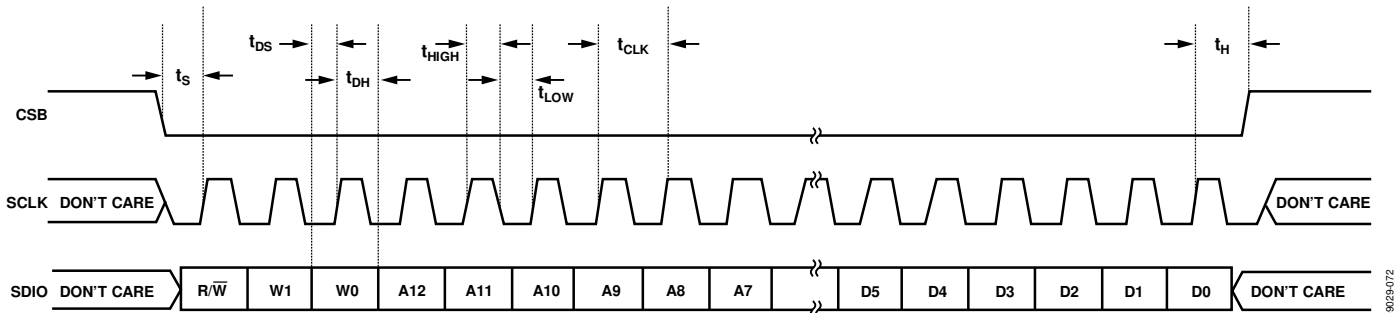 tDS tHIGH tCLK tH
tS tDH tLOW
CSB
SCLK DON'T CARE DON'T CARE
SDIO DON'T CARE R/W̅ W1 W0 A12 A11 A10 A9 A8 A7 D5 D4 D3 D2 D1 D0 DON'T CARE
9029-072